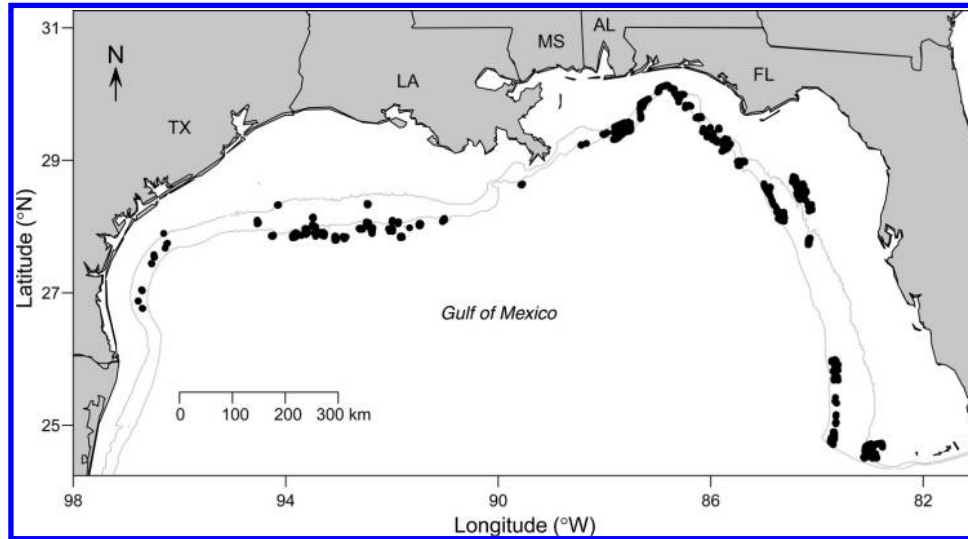 31
N
MS
AL
FL
LA
TX
29
Latitude (°N)
27
Gulf of Mexico
0 100 200 300 km
25
98 94 90 86 82
Longitude (°W)